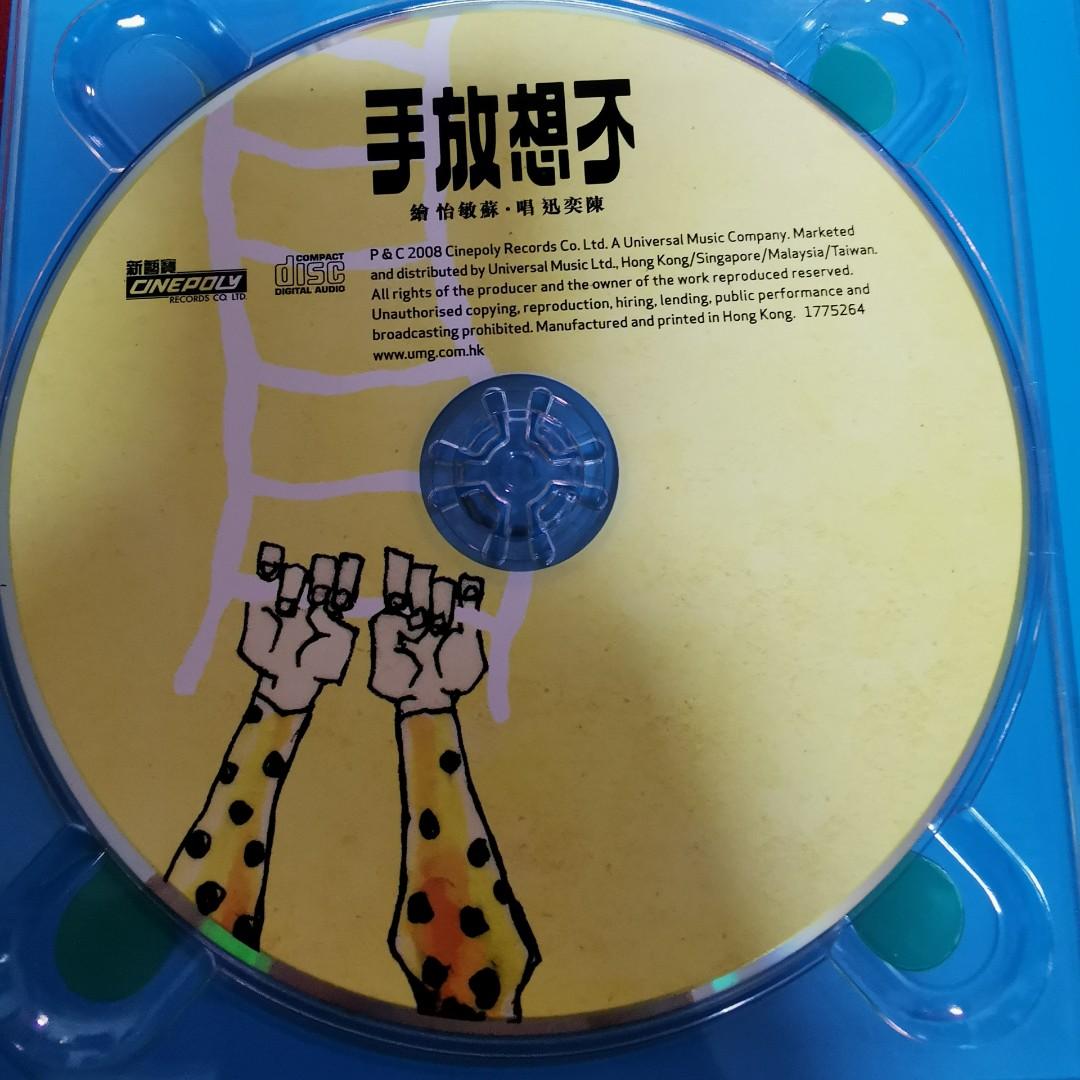 不想放手
陳奕迅 唱·蘇敏怡 繪
新藝寶
CINEPOLY
RECORDS CO. LTD.
COMPACT
disc
DIGITAL AUDIO
P & C 2008 Cinepoly Records Co. Ltd. A Universal Music Company. Marketed
and distributed by Universal Music Ltd., Hong Kong/Singapore/Malaysia/Taiwan.
All rights of the producer and the owner of the work reproduced reserved.
Unauthorised copying, reproduction, hiring, lending, public performance and
broadcasting prohibited. Manufactured and printed in Hong Kong. 1775264
www.umg.com.hk